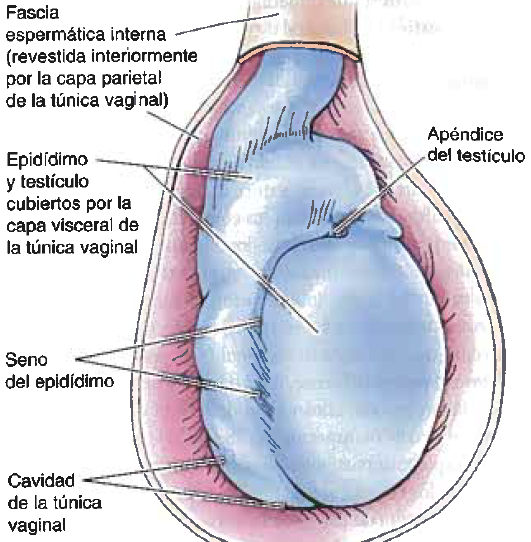 Fascia
espermática interna
(revestida interiormente
por la capa parietal
de la túnica vaginal)
Apéndice
del testículo
Epidídimo
y testículo
cubiertos por la
capa visceral de
la túnica vaginal
Seno
del epidídimo
Cavidad
de la túnica
vaginal